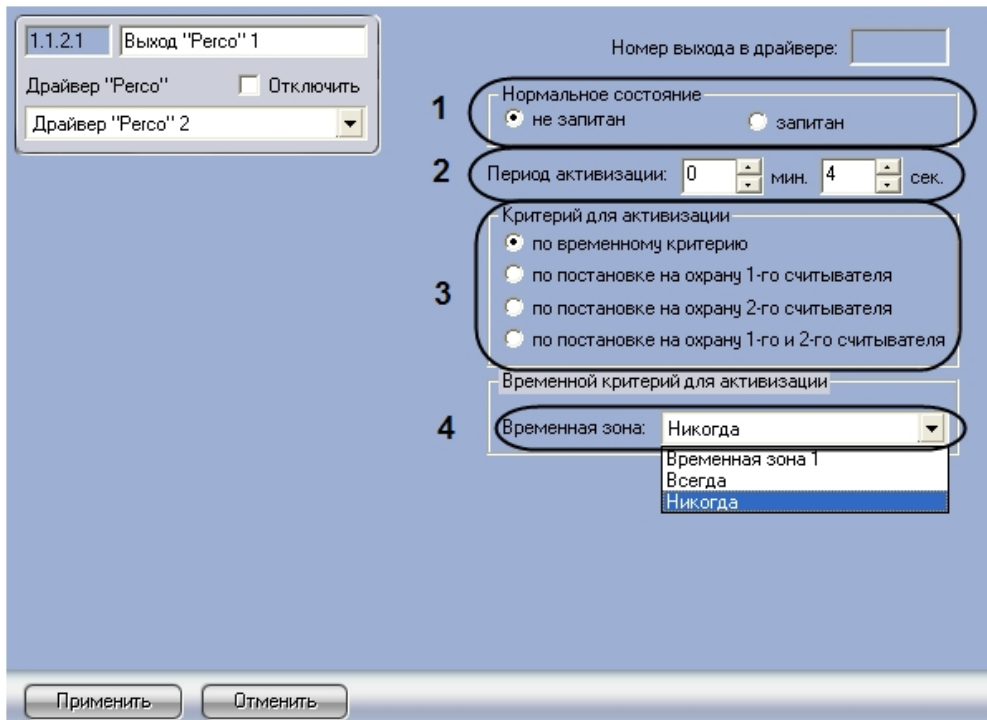 1.1.2.1 Выход "Perco" 1
Драйвер "Perco" Отключить
Драйвер "Perco" 2
Номер выхода в драйвере:
1
Нормальное состояние
не запитан запитан
2
Период активизации: 0 мин. 4 сек.
3
Критерий для активизации
по временному критерию
по постановке на охрану 1-го считывателя
по постановке на охрану 2-го считывателя
по постановке на охрану 1-го и 2-го считывателя
Временной критерий для активизации
4
Временная зона: Никогда
Временная зона 1
Всегда
Никогда
Применить Отменить